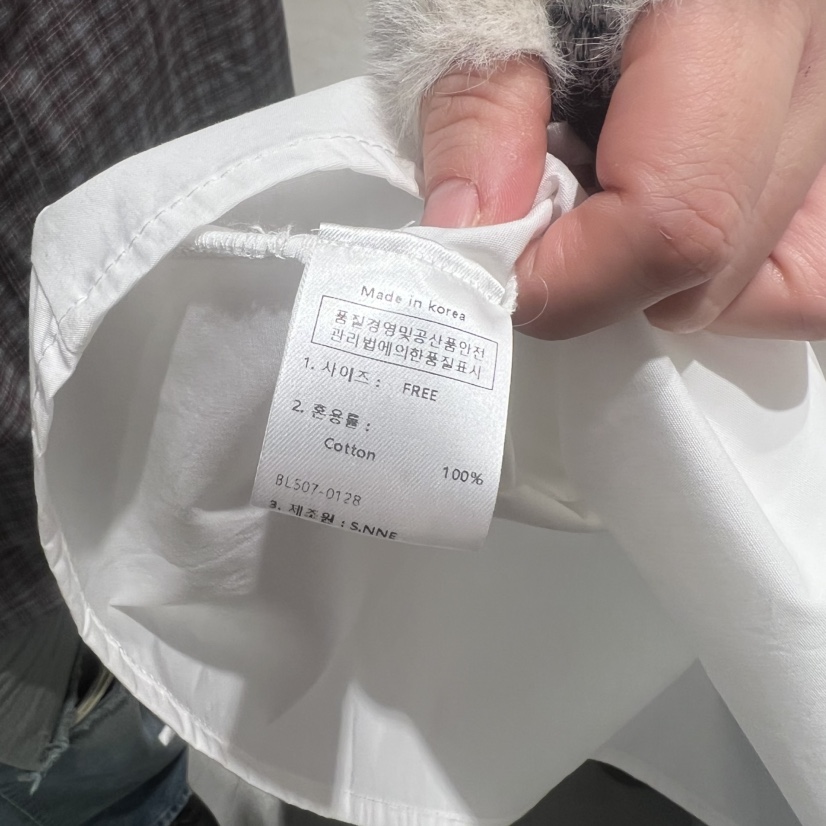 Made in korea
품질경영및공산품안전
관리법에의한품질표시
1. 사이즈 : FREE
2. 혼용률 :
Cotton 100%
BL507-0128
3. 제조원 : S.NNE